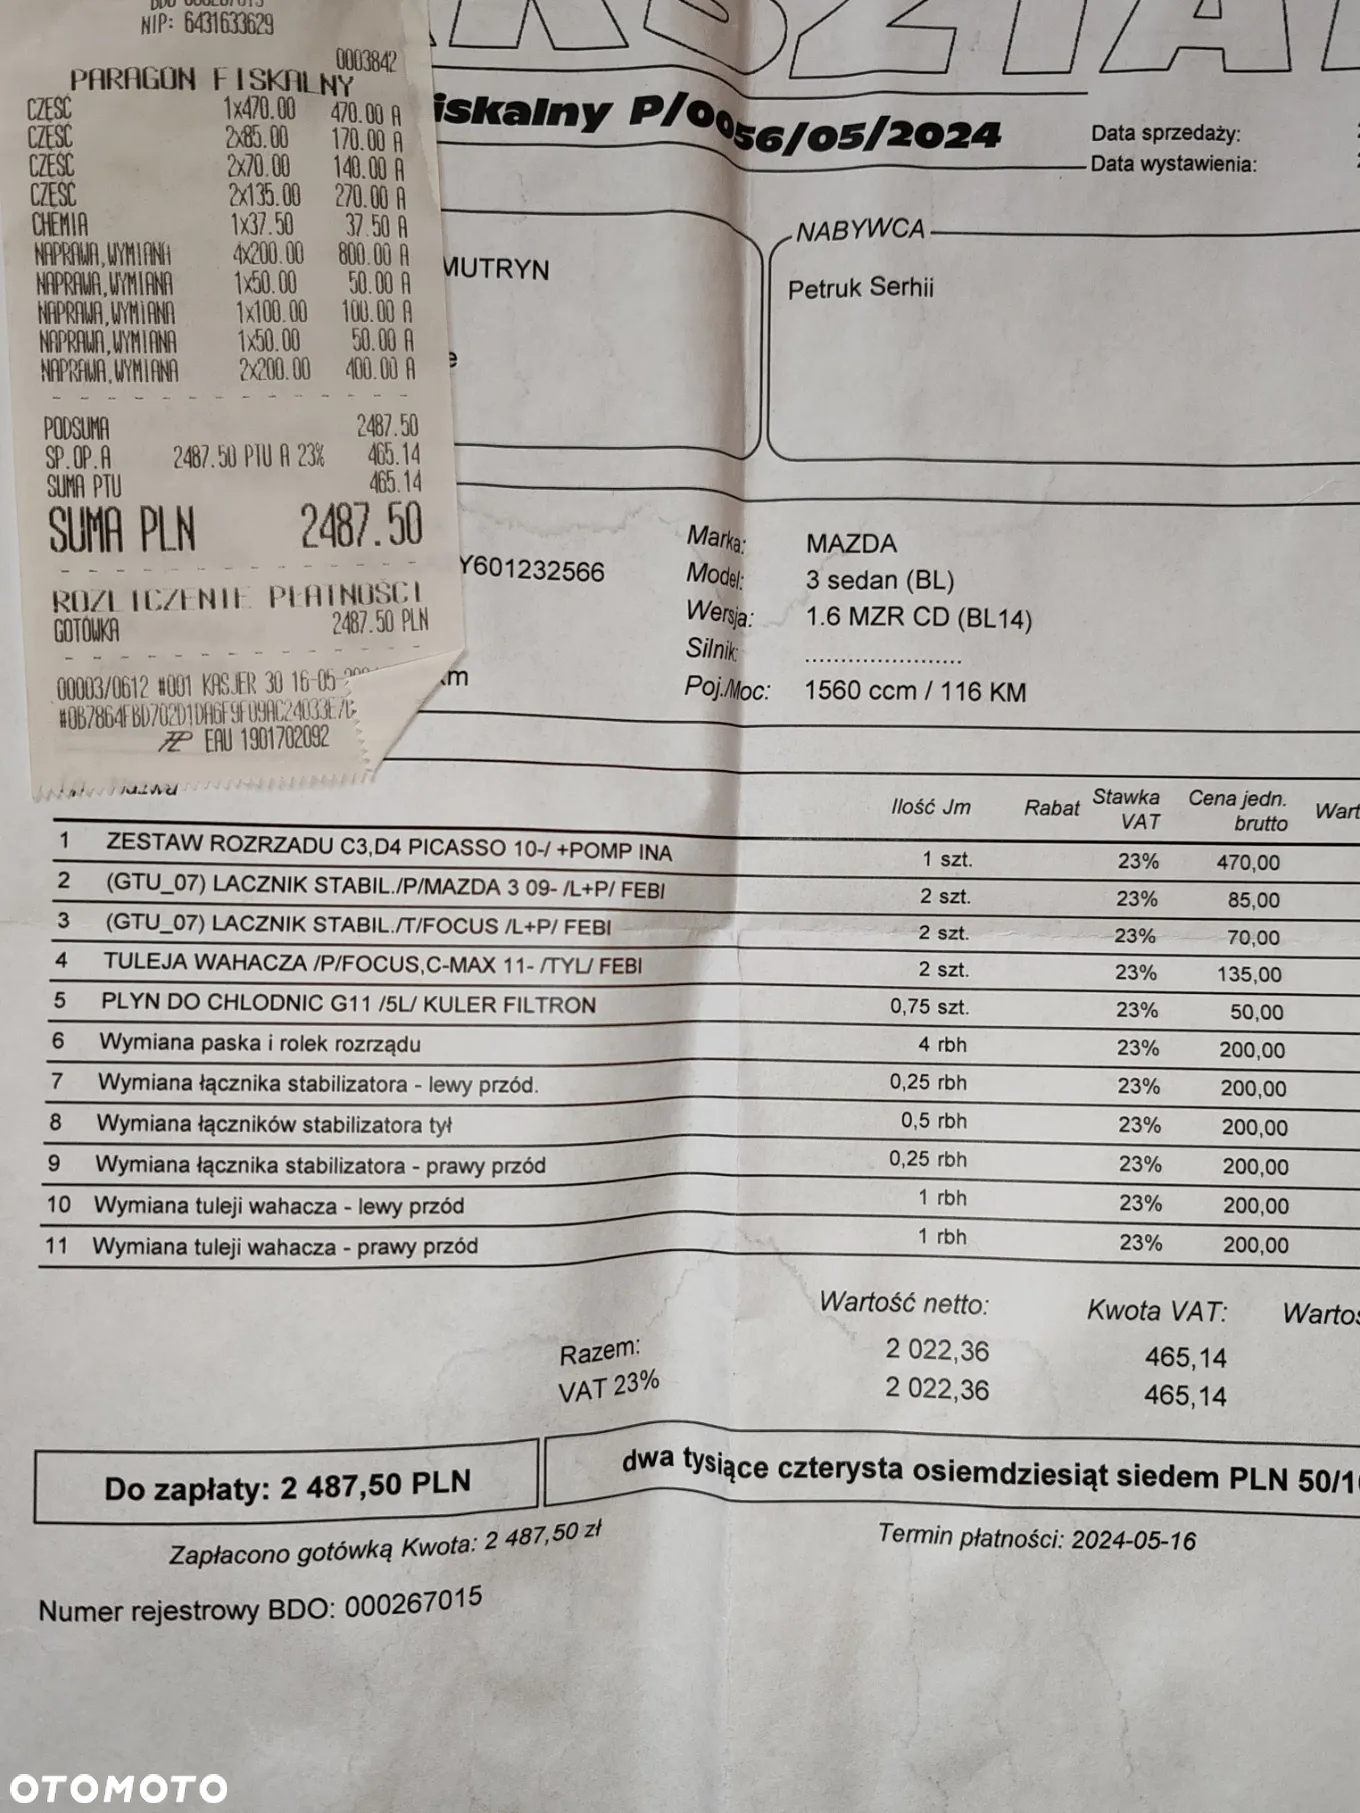 NIP: 6431633629
0003842
PARAGON FISKALNY
CZĘŚĆ 1x470.00 470.00 A
CZĘŚĆ 2x85.00 170.00 A
CZĘŚĆ 2x70.00 140.00 A
CZĘŚĆ 2x135.00 270.00 A
CHEMIA 1x37.50 37.50 A
NAPRAWA,WYMIANA 4x200.00 800.00 A
NAPRAWA,WYMIANA 1x50.00 50.00 A
NAPRAWA,WYMIANA 1x100.00 100.00 A
NAPRAWA,WYMIANA 1x50.00 50.00 A
NAPRAWA,WYMIANA 2x200.00 400.00 A
PODSUMA 2487.50
SP.OP.A 2487.50 PTU A 23% 465.14
SUMA PTU 465.14
SUMA PLN 2487.50
ROZLICZENIE PŁATNOŚCI
GOTÓWKA 2487.50 PLN
00003/0612 #001 KASJER 30 16-05-
EAU 1901702092
iskalny P/0056/05/2024
Data sprzedaży:
Data wystawienia:
MUTRYN
NABYWCA
Petruk Serhii
Y601232566
km
Marka: MAZDA
Model: 3 sedan (BL)
Wersja: 1.6 MZR CD (BL14)
Silnik: ......................
Poj./Moc: 1560 ccm / 116 KM
Ilość Jm Rabat Stawka VAT Cena jedn. brutto Wart
1 ZESTAW ROZRZADU C3,D4 PICASSO 10-/ +POMP INA 1 szt. 23% 470,00
2 (GTU_07) LACZNIK STABIL./P/MAZDA 3 09- /L+P/ FEBI 2 szt. 23% 85,00
3 (GTU_07) LACZNIK STABIL./T/FOCUS /L+P/ FEBI 2 szt. 23% 70,00
4 TULEJA WAHACZA /P/FOCUS,C-MAX 11- /TYL/ FEBI 2 szt. 23% 135,00
5 PLYN DO CHLODNIC G11 /5L/ KULER FILTRON 0,75 szt. 23% 50,00
6 Wymiana paska i rolek rozrządu 4 rbh 23% 200,00
7 Wymiana łącznika stabilizatora - lewy przód. 0,25 rbh 23% 200,00
8 Wymiana łączników stabilizatora tył 0,5 rbh 23% 200,00
9 Wymiana łącznika stabilizatora - prawy przód 0,25 rbh 23% 200,00
10 Wymiana tuleji wahacza - lewy przód 1 rbh 23% 200,00
11 Wymiana tuleji wahacza - prawy przód 1 rbh 23% 200,00
Wartość netto: Kwota VAT: Wartoś
Razem: 2 022,36 465,14
VAT 23% 2 022,36 465,14
Do zapłaty: 2 487,50 PLN
dwa tysiące czterysta osiemdziesiąt siedem PLN 50/10
Zapłacono gotówką Kwota: 2 487,50 zł
Termin płatności: 2024-05-16
Numer rejestrowy BDO: 000267015
OTOMOTO